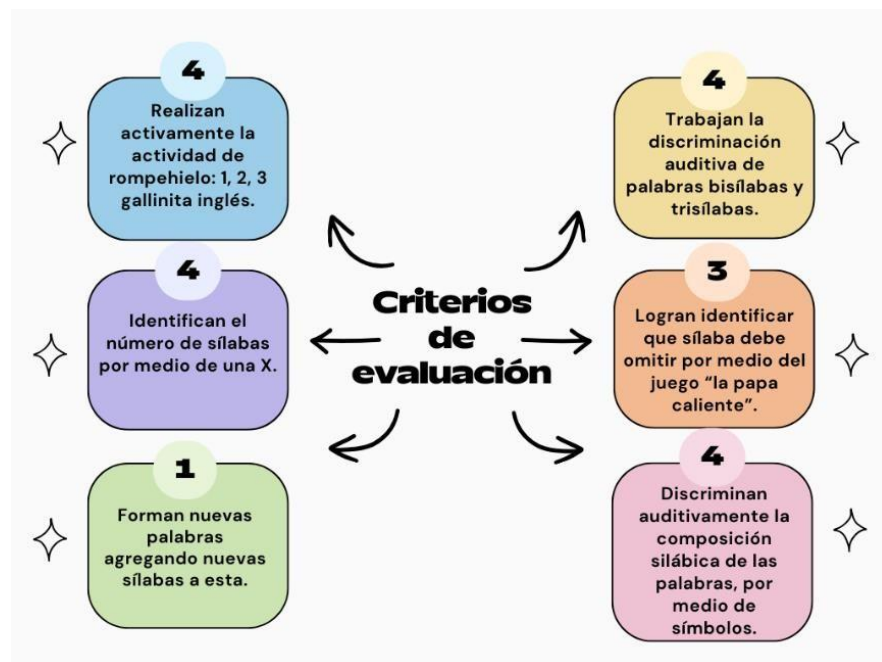 4
Realizan
activamente la
actividad de
rompehielo: 1, 2, 3
gallinita inglés.
4
Identifican el
número de sílabas
por medio de una X.
1
Forman nuevas
palabras
agregando nuevas
sílabas a esta.
Criterios
de
evaluación
4
Trabajan la
discriminación
auditiva de
palabras bisílabas y
trisílabas.
3
Logran identificar
que sílaba debe
omitir por medio del
juego “la papa
caliente”.
4
Discriminan
auditivamente la
composición
silábica de las
palabras, por
medio de
símbolos.